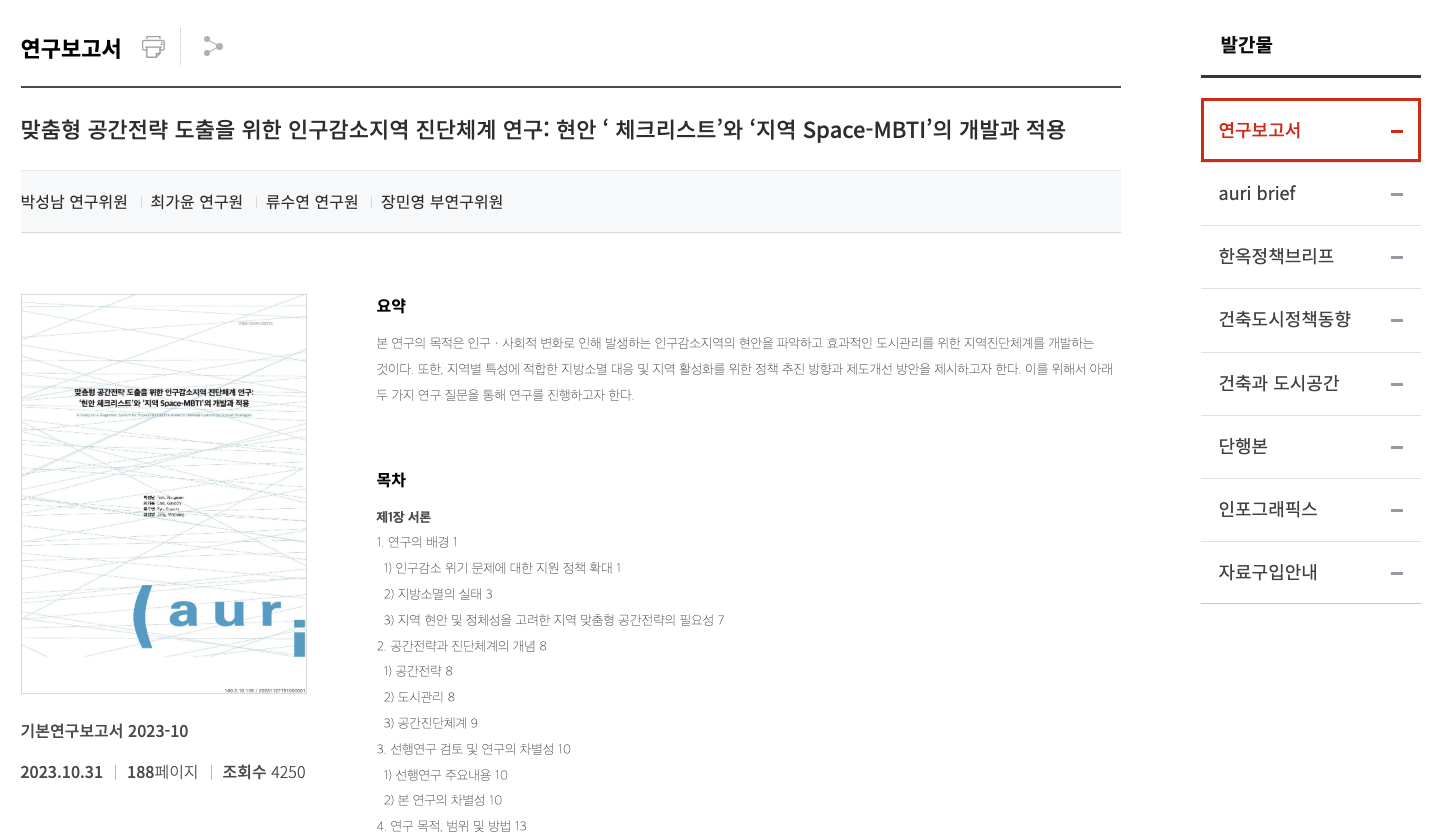 연구보고서
맞춤형 공간전략 도출을 위한 인구감소지역 진단체계 연구: 현안 ‘ 체크리스트’와 ‘지역 Space-MBTI’의 개발과 적용
박성남 연구위원 최가윤 연구원 류수연 연구원 장민영 부연구위원
맞춤형 공간전략 도출을 위한 인구감소지역 진단체계 연구:
‘현안 체크리스트’와 ‘지역 Space-MBTI’의 개발과 적용
(auri
기본연구보고서 2023-10
2023.10.31 188페이지 조회수 4250
요약
본 연구의 목적은 인구 · 사회적 변화로 인해 발생하는 인구감소지역의 현안을 파악하고 효과적인 도시관리를 위한 지역진단체계를 개발하는
것이다. 또한, 지역별 특성에 적합한 지방소멸 대응 및 지역 활성화를 위한 정책 추진 방향과 제도개선 방안을 제시하고자 한다. 이를 위해서 아래
두 가지 연구 질문을 통해 연구를 진행하고자 한다.
목차
제1장 서론
1. 연구의 배경 1
1) 인구감소 위기 문제에 대한 지원 정책 확대 1
2) 지방소멸의 실태 3
3) 지역 현안 및 정체성을 고려한 지역 맞춤형 공간전략의 필요성 7
2. 공간전략과 진단체계의 개념 8
1) 공간전략 8
2) 도시관리 8
3) 공간진단체계 9
3. 선행연구 검토 및 연구의 차별성 10
1) 선행연구 주요내용 10
2) 본 연구의 차별성 10
4. 연구 목적, 범위 및 방법 13
발간물
연구보고서
auri brief
한옥정책브리프
건축도시정책동향
건축과 도시공간
단행본
인포그래픽스
자료구입안내